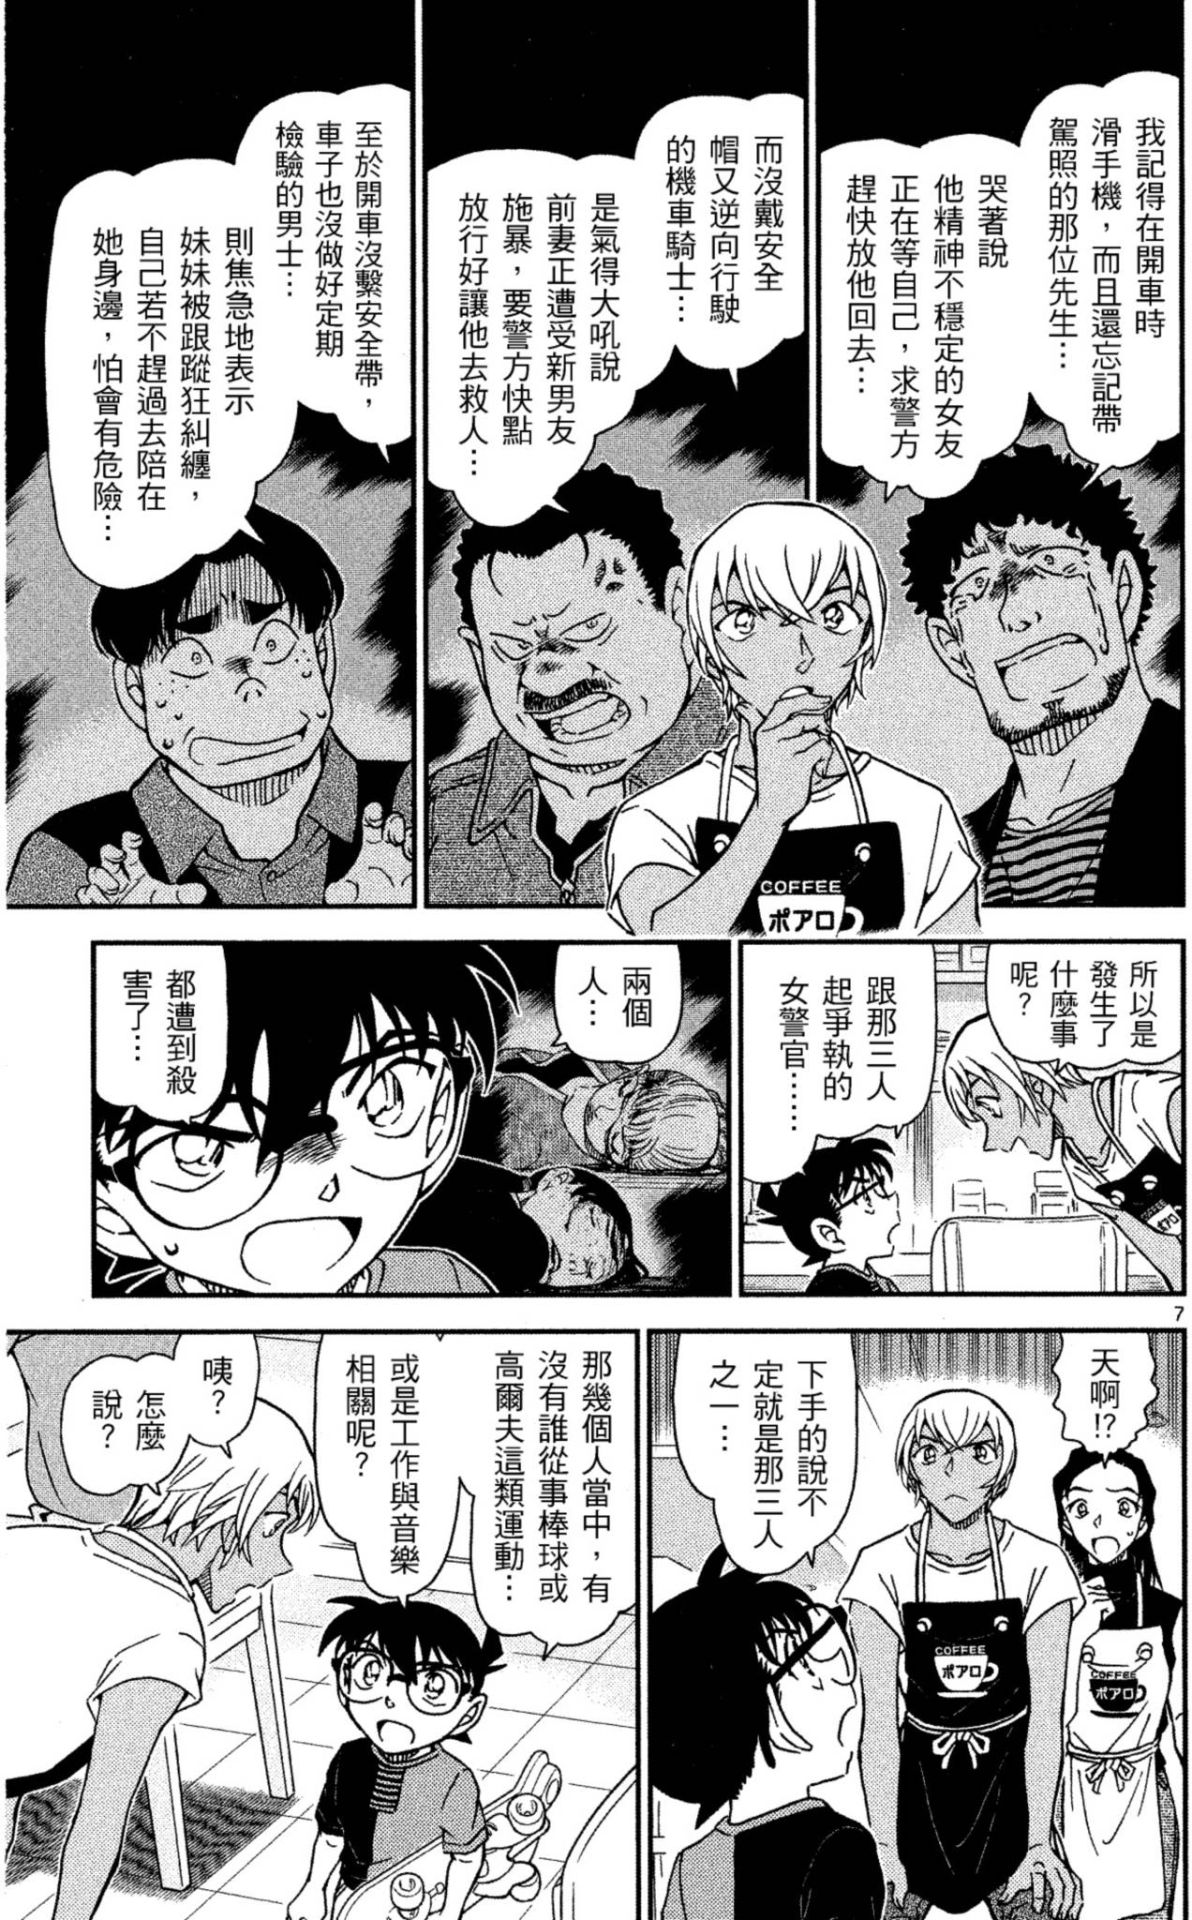 我記得在開車時
滑手機，而且還忘記帶
駕照的那位先生…
哭著說
他精神不穩定的女友
正在等自己，求警方
趕快放他回去…
而沒戴安全
帽又逆向行駛
的機車騎士…
是氣得大吼說
前妻正遭受新男友
施暴，要警方快點
放行好讓他去救人…
至於開車沒繫安全帶，
車子也沒做好定期
檢驗的男士…
則焦急地表示
妹妹被跟蹤狂糾纏，
自己若不趕過去陪在
她身邊，怕會有危險…
COFFEE
ポアロ
所以是
發生了
什麼事
呢？
跟那三人
起爭執的
女警官……
COFFEE
ポアロ
兩個
人…
都遭到殺
害了…
7
天啊!?
下手的說不
定就是那三人
之一…
COFFEE
ポアロ
COFFEE
ポアロ
那幾個人當中，有
沒有誰從事棒球或
高爾夫這類運動…
或是工作與音樂
相關呢？
咦？
怎麼
說？